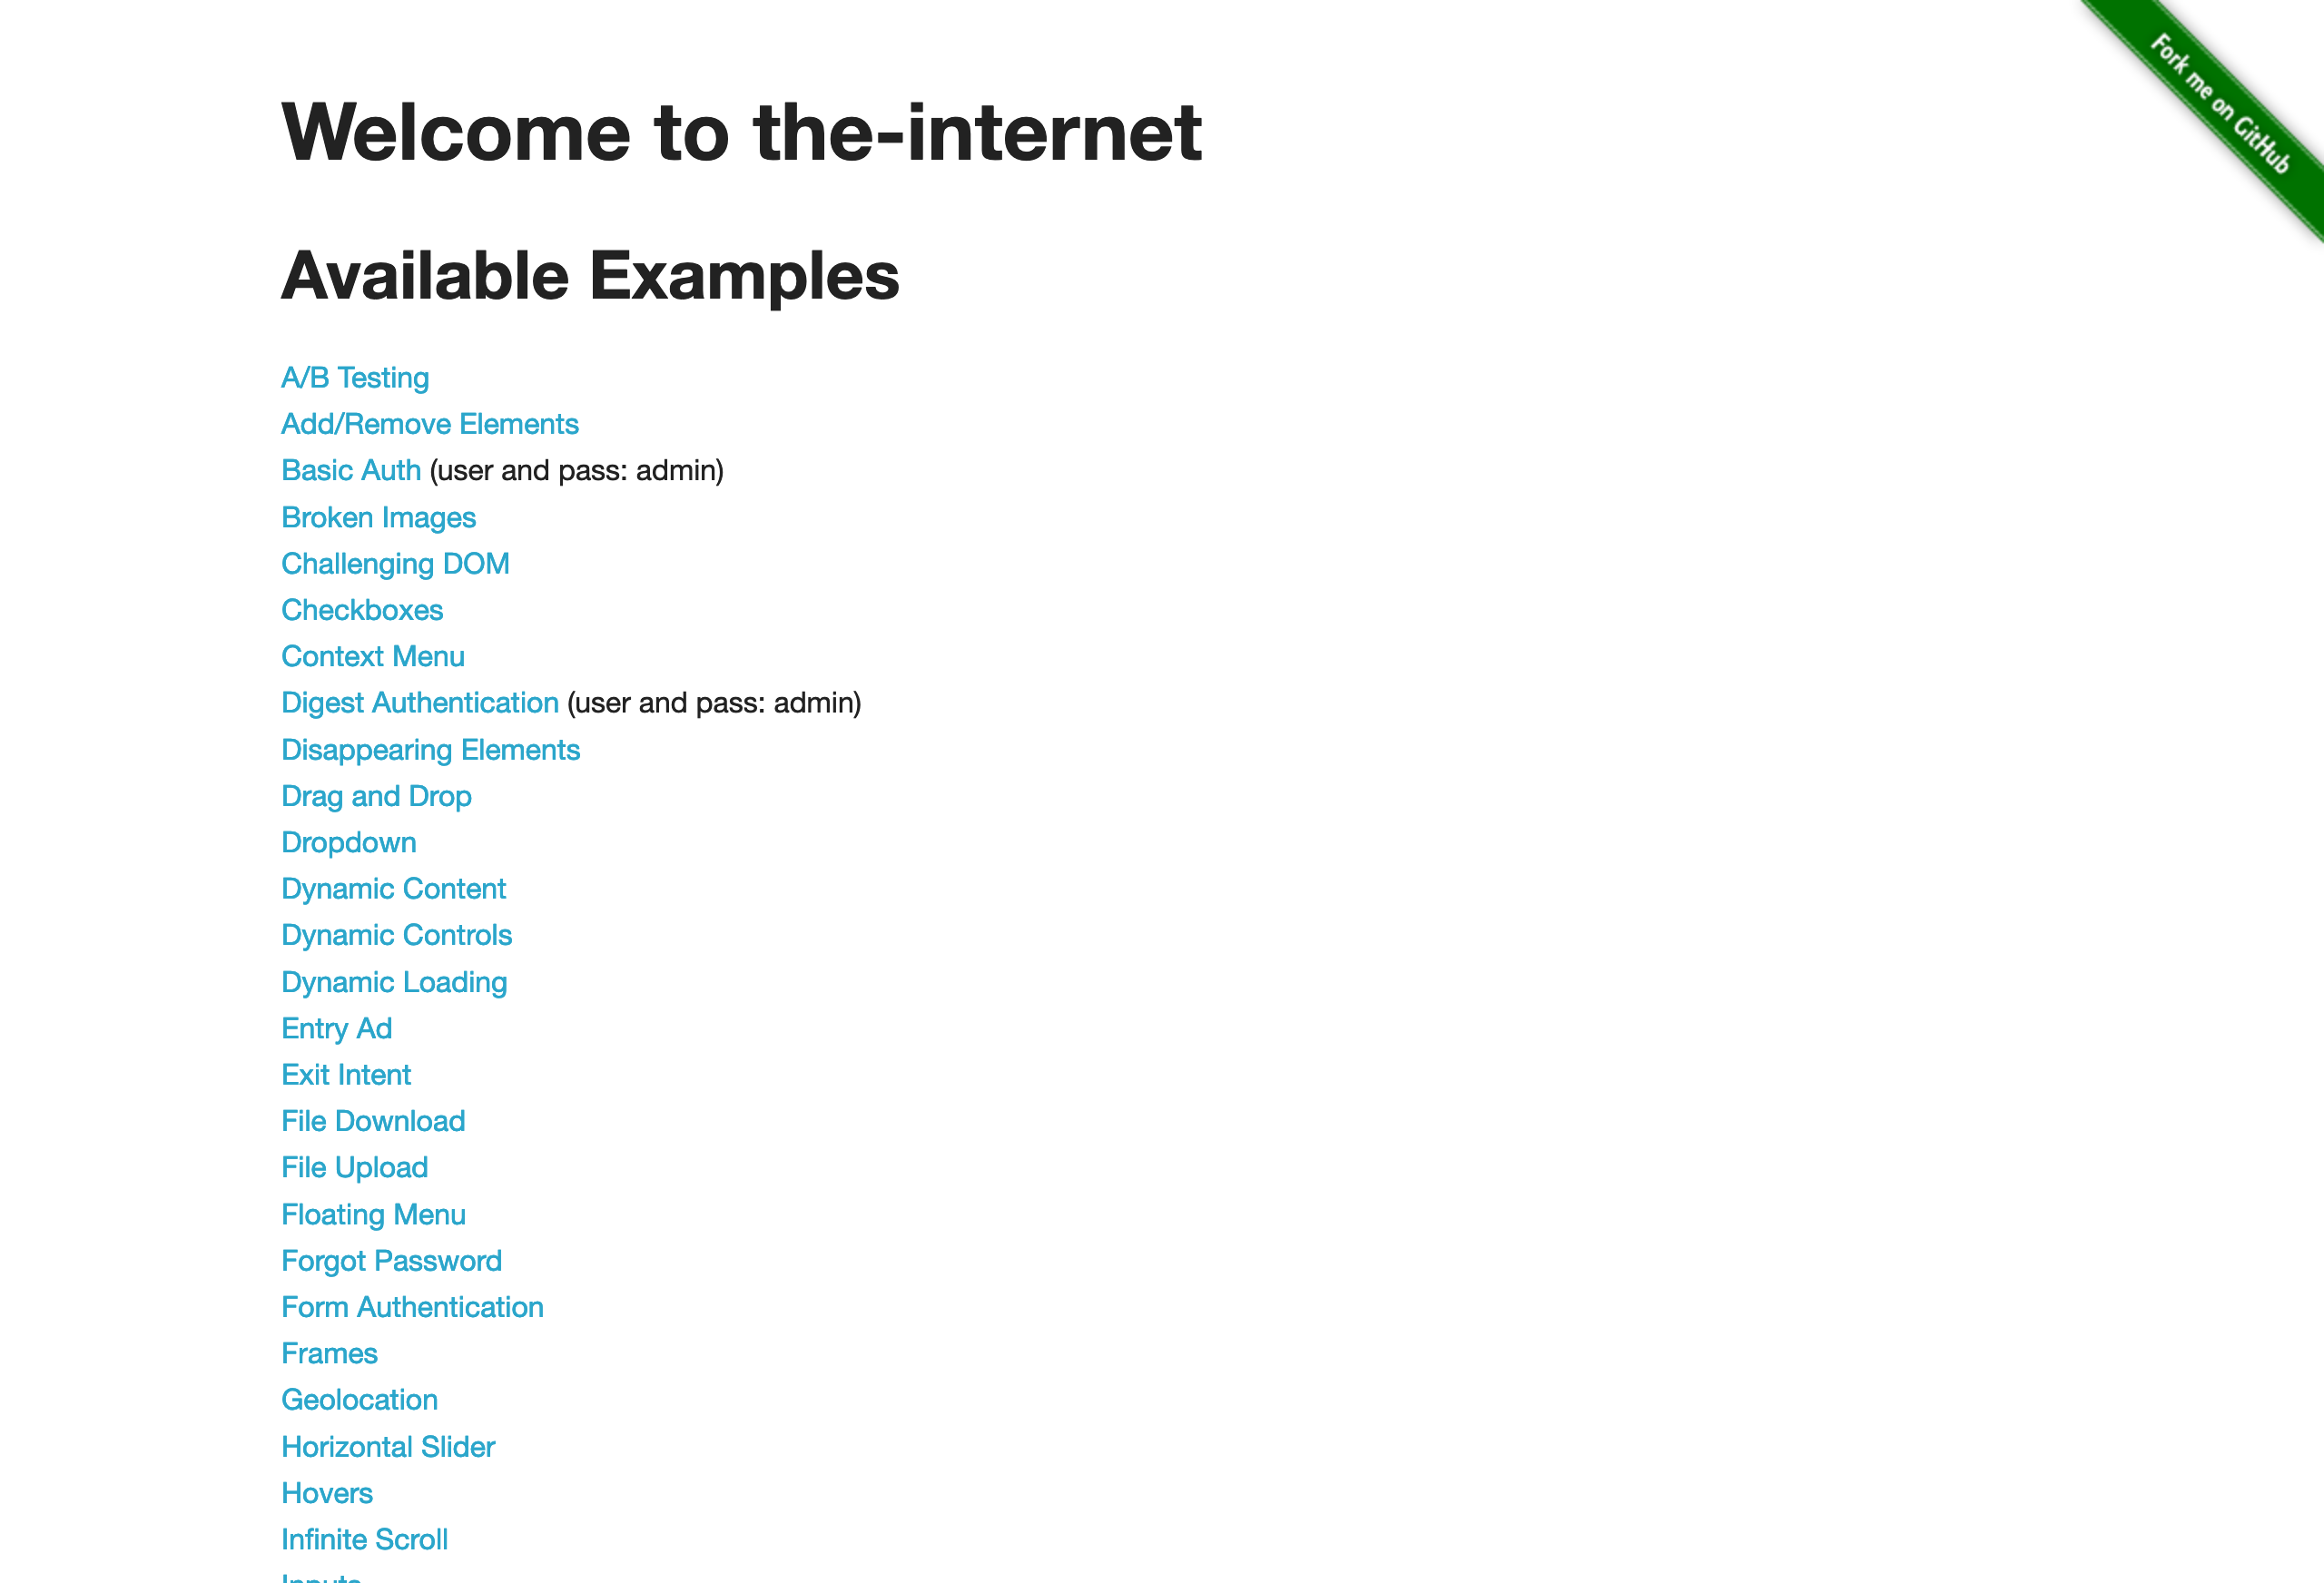 Fork me on GitHub
Welcome to the-internet
Available Examples
A/B Testing
Add/Remove Elements
Basic Auth (user and pass: admin)
Broken Images
Challenging DOM
Checkboxes
Context Menu
Digest Authentication (user and pass: admin)
Disappearing Elements
Drag and Drop
Dropdown
Dynamic Content
Dynamic Controls
Dynamic Loading
Entry Ad
Exit Intent
File Download
File Upload
Floating Menu
Forgot Password
Form Authentication
Frames
Geolocation
Horizontal Slider
Hovers
Infinite Scroll